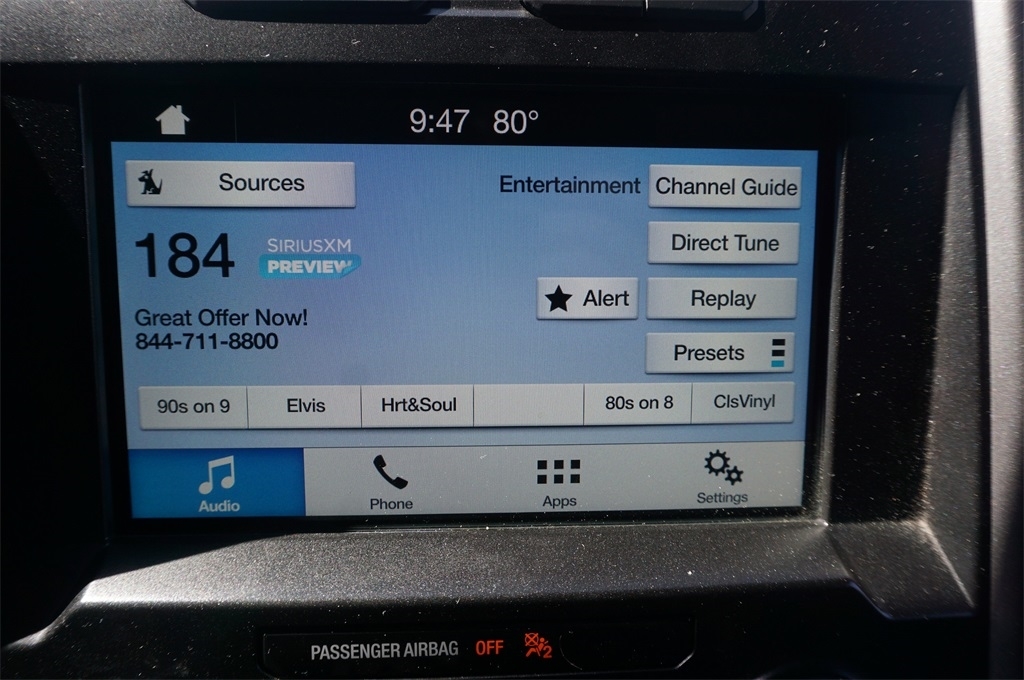 9:47 80°
Sources
Entertainment
Channel Guide
184
SIRIUSXM
PREVIEW
Direct Tune
Alert
Replay
Great Offer Now!
844-711-8800
Presets
90s on 9
Elvis
Hrt&Soul
80s on 8
ClsVinyl
Audio
Phone
Apps
Settings
PASSENGER AIRBAG OFF 2